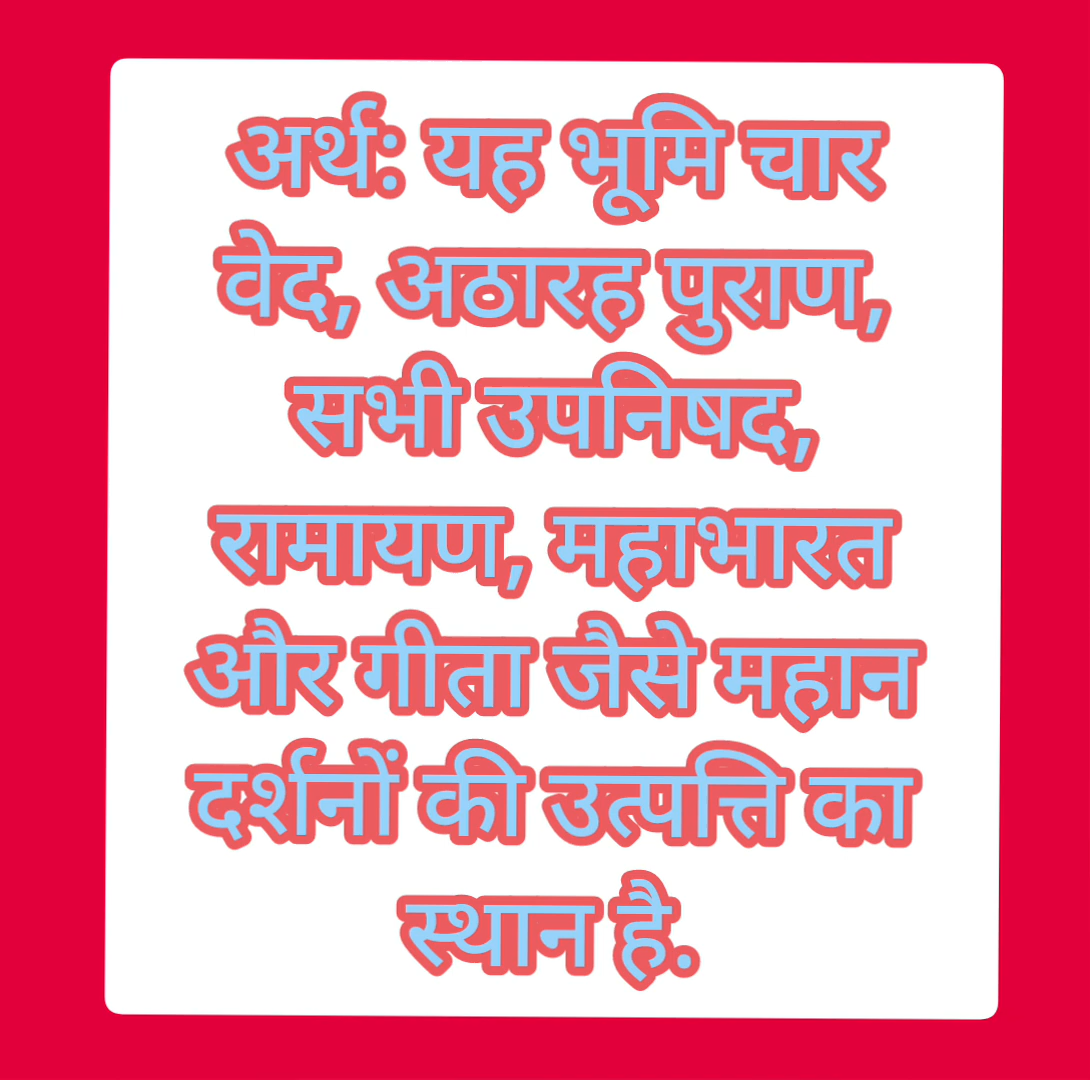 अर्थ: यह भूमि चार
वेद, अठारह पुराण,
सभी उपनिषद,
रामायण, महाभारत
और गीता जैसे महान
दर्शनों की उत्पत्ति का
स्थान है.